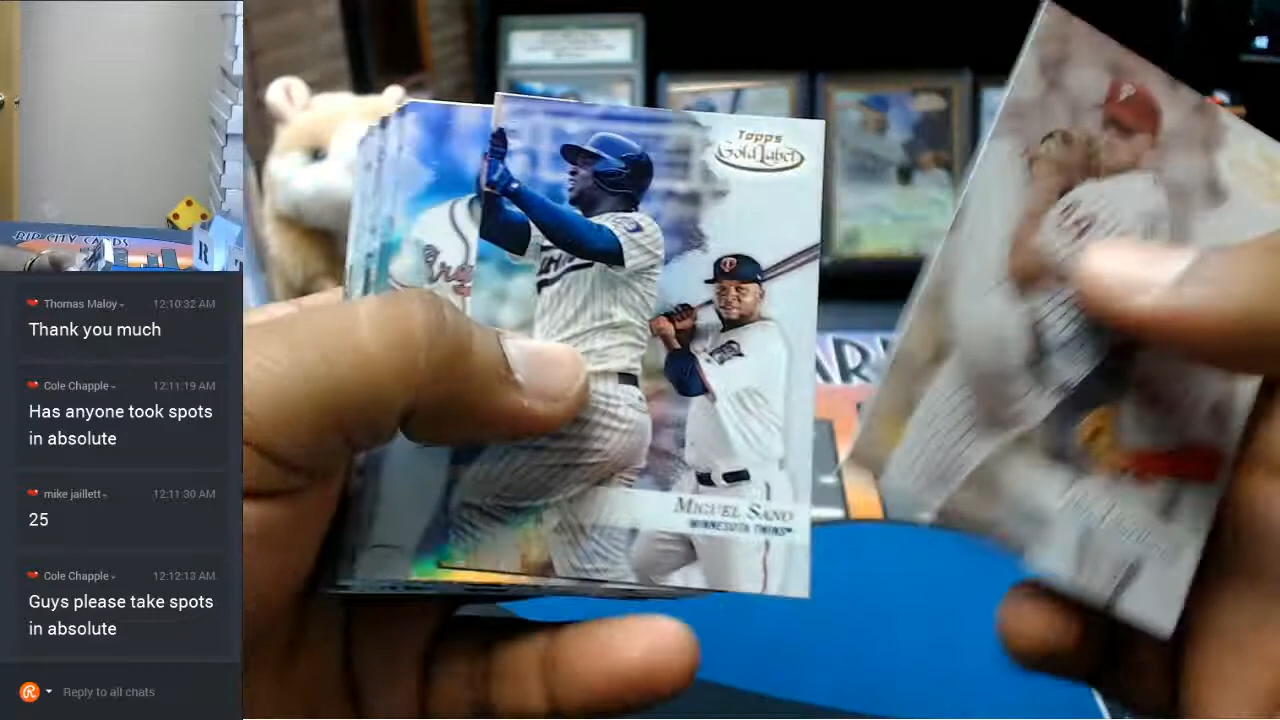 RIP CITY CARDS
R
Thomas Maloy
12:10:32 AM
Thank you much
Cole Chapple
12:11:19 AM
Has anyone took spots
in absolute
mike jaillett
12:11:30 AM
25
Cole Chapple
12:12:13 AM
Guys please take spots
in absolute
Reply to all chats
Topps
Gold Label
MIGUEL SANO
MINNESOTA TWINS